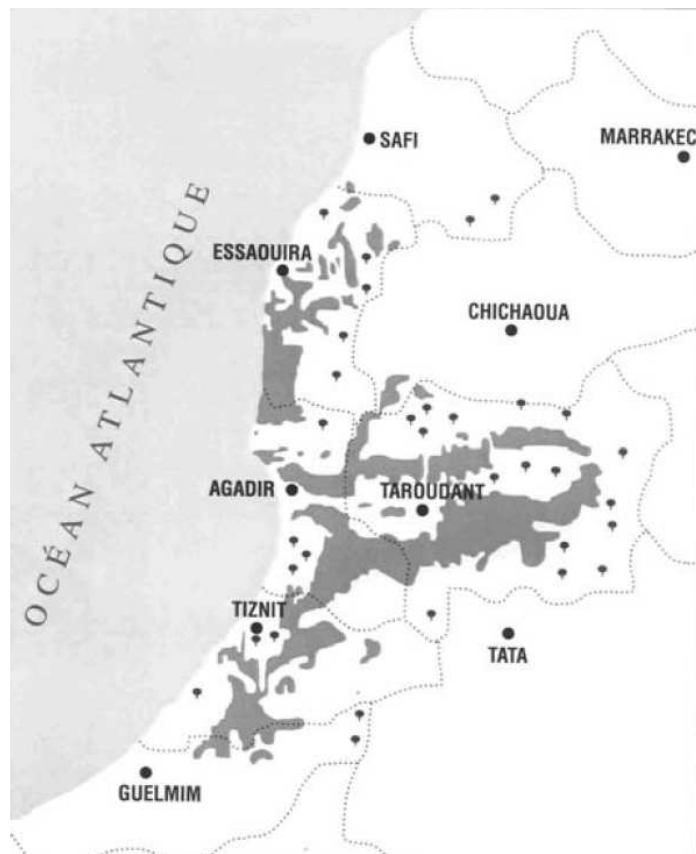 SAFI
MARRAKEC
OCÉAN ATLANTIQUE
ESSAOUIRA
CHICHAOUA
AGADIR
TAROUDANT
TIZNIT
TATA
GUELMIM